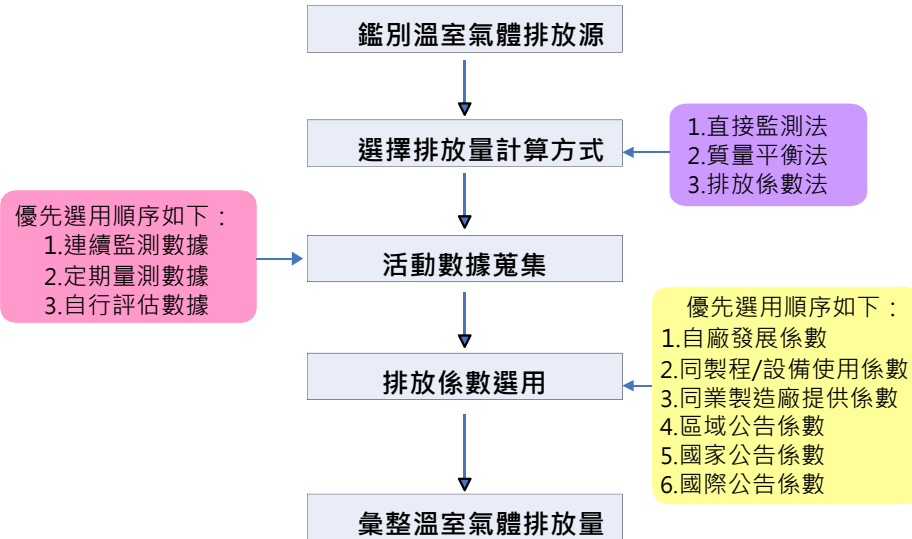 鑑別溫室氣體排放源
選擇排放量計算方式
1.直接監測法
2.質量平衡法
3.排放係數法
優先選用順序如下：
1.連續監測數據
2.定期量測數據
3.自行評估數據
活動數據蒐集
優先選用順序如下：
1.自廠發展係數
2.同製程/設備使用係數
3.同業製造廠提供係數
4.區域公告係數
5.國家公告係數
6.國際公告係數
排放係數選用
彙整溫室氣體排放量